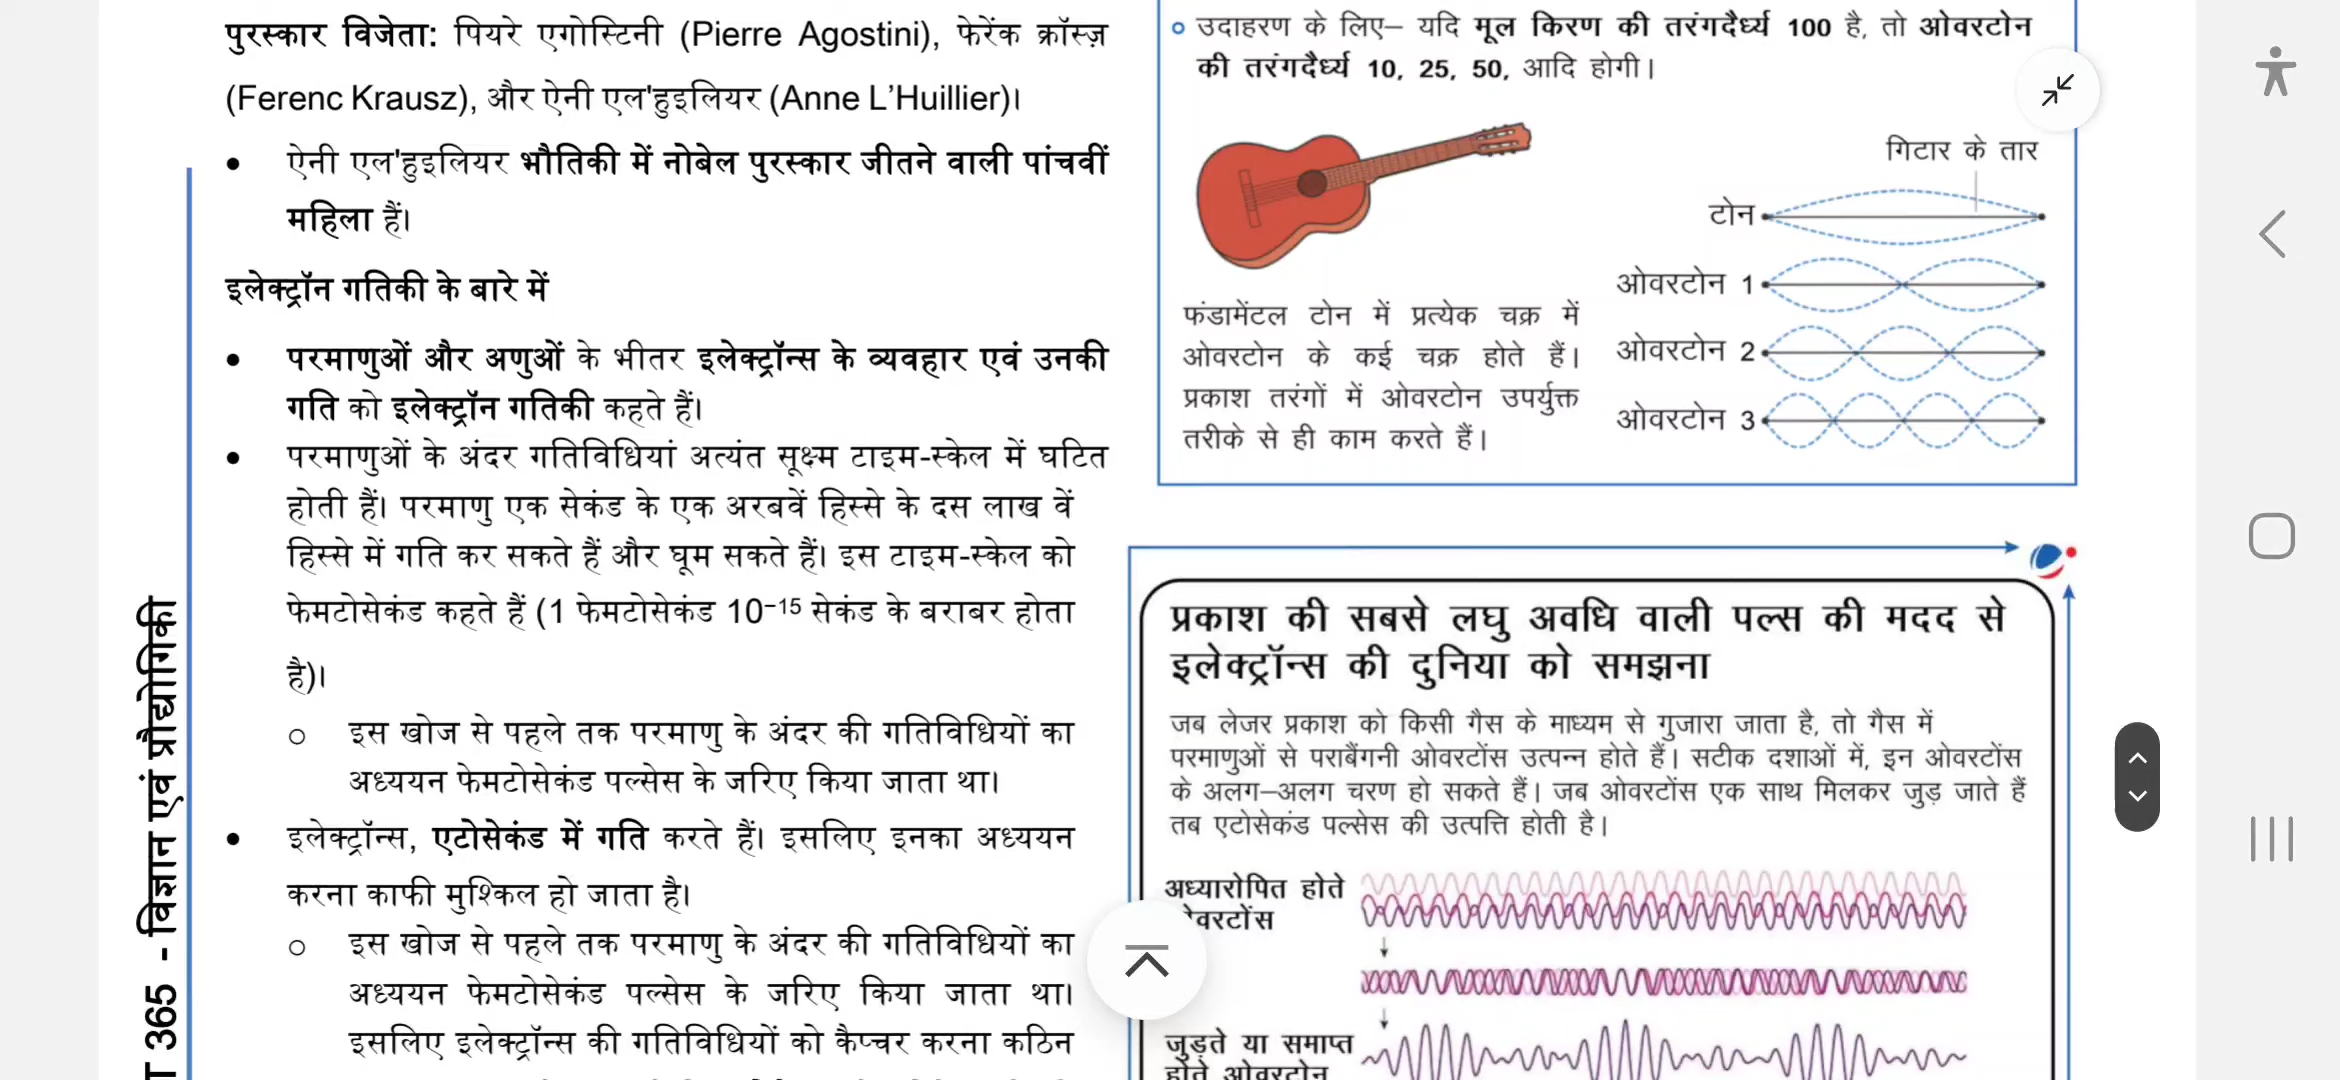 पुरस्कार विजेता: पियरे एगोस्टिनी (Pierre Agostini), फेरेंक क्रॉस्ज़
(Ferenc Krausz), और ऐनी एल'हुइलियर (Anne L’Huillier)।
● ऐनी एल'हुइलियर भौतिकी में नोबेल पुरस्कार जीतने वाली पांचवीं
महिला हैं।
इलेक्ट्रॉन गतिकी के बारे में
● परमाणुओं और अणुओं के भीतर इलेक्ट्रॉन्स के व्यवहार एवं उनकी
गति को इलेक्ट्रॉन गतिकी कहते हैं।
● परमाणुओं के अंदर गतिविधियां अत्यंत सूक्ष्म टाइम-स्केल में घटित
होती हैं। परमाणु एक सेकंड के एक अरबवें हिस्से के दस लाख वें
हिस्से में गति कर सकते हैं और घूम सकते हैं। इस टाइम-स्केल को
फेमटोसेकंड कहते हैं (1 फेमटोसेकंड 10⁻¹⁵ सेकंड के बराबर होता
है)।
○ इस खोज से पहले तक परमाणु के अंदर की गतिविधियों का
अध्ययन फेमटोसेकंड पल्सेस के जरिए किया जाता था।
● इलेक्ट्रॉन्स, एटोसेकंड में गति करते हैं। इसलिए इनका अध्ययन
करना काफी मुश्किल हो जाता है।
○ इस खोज से पहले तक परमाणु के अंदर की गतिविधियों का
अध्ययन फेमटोसेकंड पल्सेस के जरिए किया जाता था।
इसलिए इलेक्ट्रॉन्स की गतिविधियों को कैप्चर करना कठिन
365 - विज्ञान एवं प्रौद्योगिकी
○ उदाहरण के लिए– यदि मूल किरण की तरंगदैर्ध्य 100 है, तो ओवरटोन
की तरंगदैर्ध्य 10, 25, 50, आदि होगी।
गिटार के तार
टोन
ओवरटोन 1
ओवरटोन 2
ओवरटोन 3
फंडामेंटल टोन में प्रत्येक चक्र में
ओवरटोन के कई चक्र होते हैं।
प्रकाश तरंगों में ओवरटोन उपर्युक्त
तरीके से ही काम करते हैं।
प्रकाश की सबसे लघु अवधि वाली पल्स की मदद से
इलेक्ट्रॉन्स की दुनिया को समझना
जब लेजर प्रकाश को किसी गैस के माध्यम से गुजारा जाता है, तो गैस में
परमाणुओं से पराबैंगनी ओवरटोंस उत्पन्न होते हैं। सटीक दशाओं में, इन ओवरटोंस
के अलग–अलग चरण हो सकते हैं। जब ओवरटोंस एक साथ मिलकर जुड़ जाते हैं
तब एटोसेकंड पल्सेस की उत्पत्ति होती है।
अध्यारोपित होते
जुड़ते या समाप्त
होते ओवरटोन